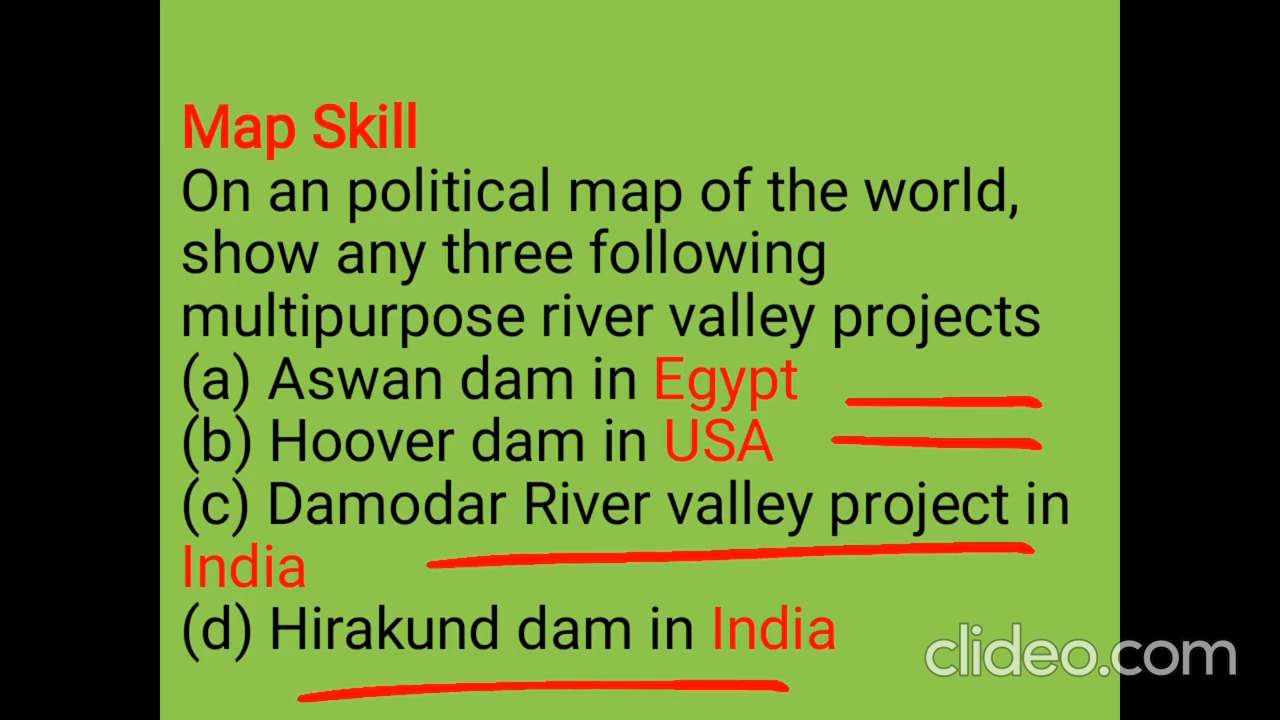 Map Skill
On an political map of the world,
show any three following
multipurpose river valley projects
(a) Aswan dam in Egypt
(b) Hoover dam in USA
(c) Damodar River valley project in
India
(d) Hirakund dam in India
clideo.com